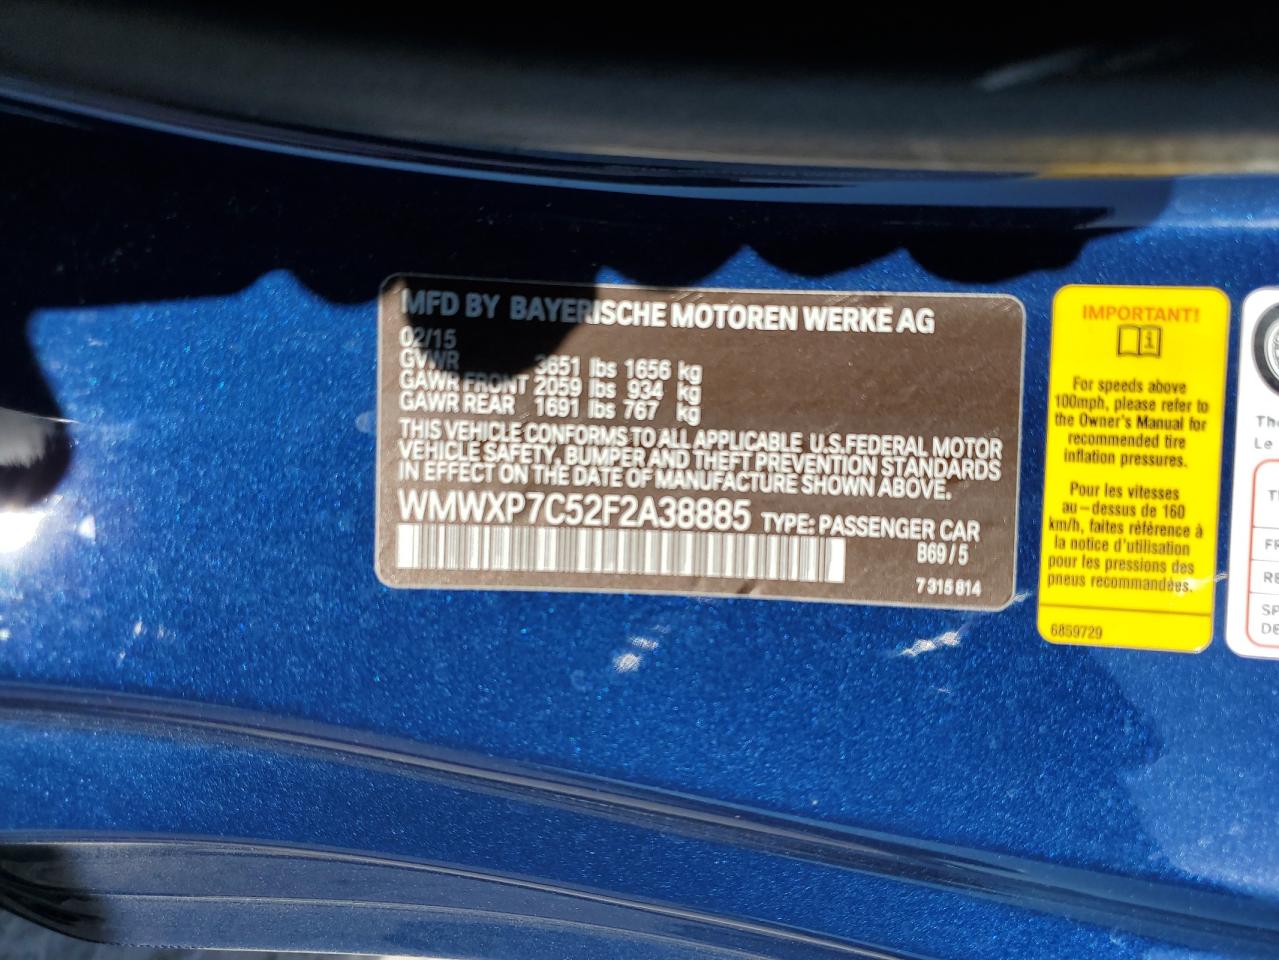 MFD BY BAYERISCHE MOTOREN WERKE AG
02/15
GVWR 3651 lbs 1656 kg
GAWR FRONT 2059 lbs 934 kg
GAWR REAR 1691 lbs 767 kg
THIS VEHICLE CONFORMS TO ALL APPLICABLE U.S.FEDERAL MOTOR
VEHICLE SAFETY, BUMPER AND THEFT PREVENTION STANDARDS
IN EFFECT ON THE DATE OF MANUFACTURE SHOWN ABOVE.
WMWXP7C52F2A38885 TYPE: PASSENGER CAR
B69/5
7 315 814
IMPORTANT!
i
For speeds above
100mph, please refer to
the Owner's Manual for
recommended tire
inflation pressures.
Pour les vitesses
au-dessus de 160
km/h, faites référence à
la notice d'utilisation
pour les pressions des
pneus recommandées.
6859729
Le